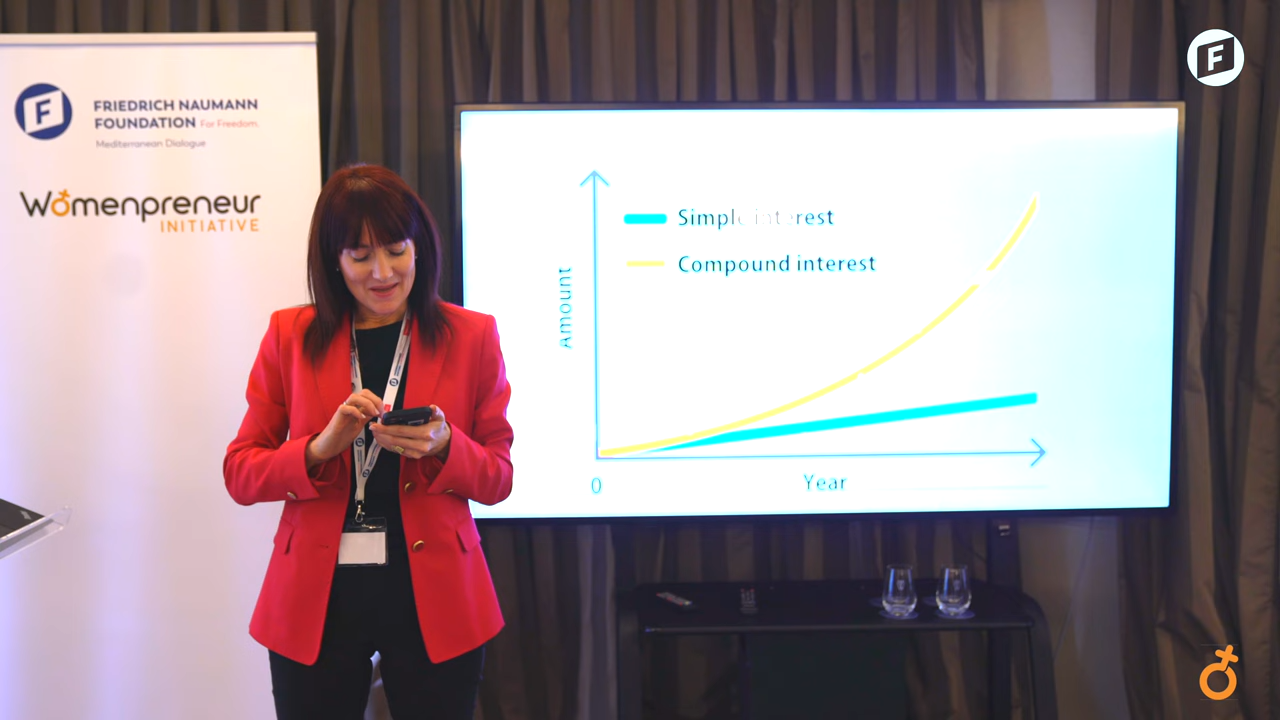 F
FRIEDRICH NAUMANN
FOUNDATION For Freedom.
Mediterranean Dialogue
Womenpreneur
INITIATIVE
F
Simple interest
Compound interest
Amount
0
Year